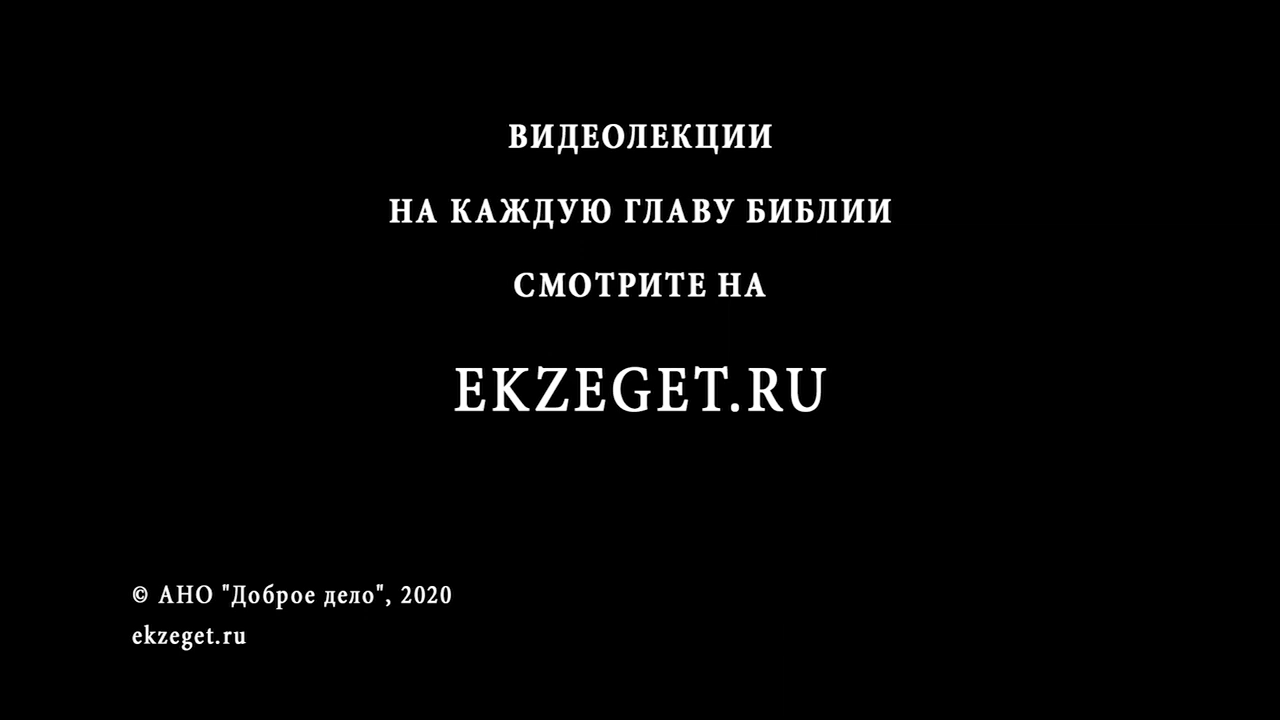 ВИДЕОЛЕКЦИИ
НА КАЖДУЮ ГЛАВУ БИБЛИИ
СМОТРИТЕ НА
EKZEGET.RU
© АНО "Доброе дело", 2020
ekzeget.ru